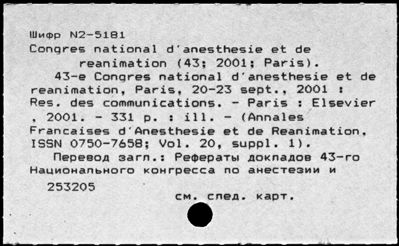 Шифр N2-5181
Congres national d'anesthesie et de
reanimation (43; 2001; Paris).
43-e Congres national d'anesthesie et de
reanimation, Paris, 20-23 sept., 2001 :
Res. des communications. - Paris : Elsevier
, 2001. - 331 p. : ill. - (Annales
Francaises d'Anesthesie et de Reanimation,
ISSN 0750-7658; Vol. 20, suppl. 1).
Перевод загл.: Рефераты докладов 43-го
Национального конгресса по анестезии и
253205
см. след. карт.